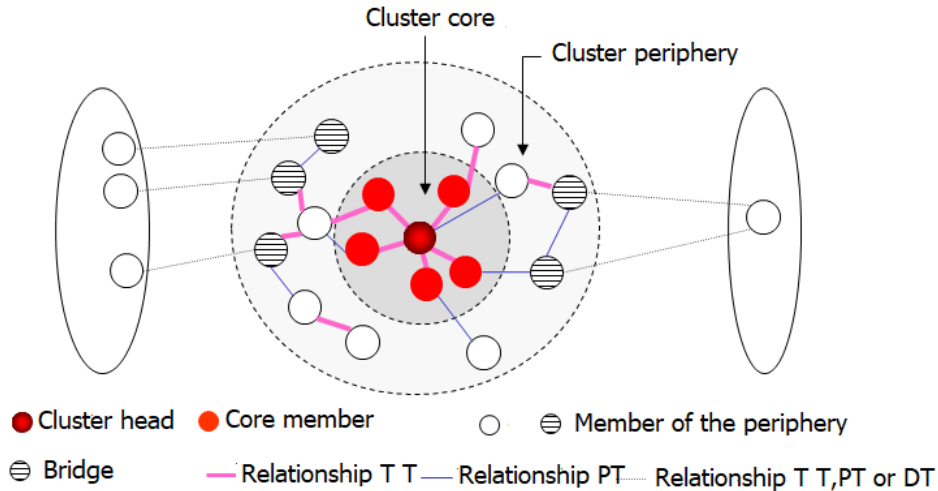 Cluster core
Cluster periphery
Cluster head Core member Member of the periphery
Bridge Relationship T T Relationship PT Relationship T T,PT or DT